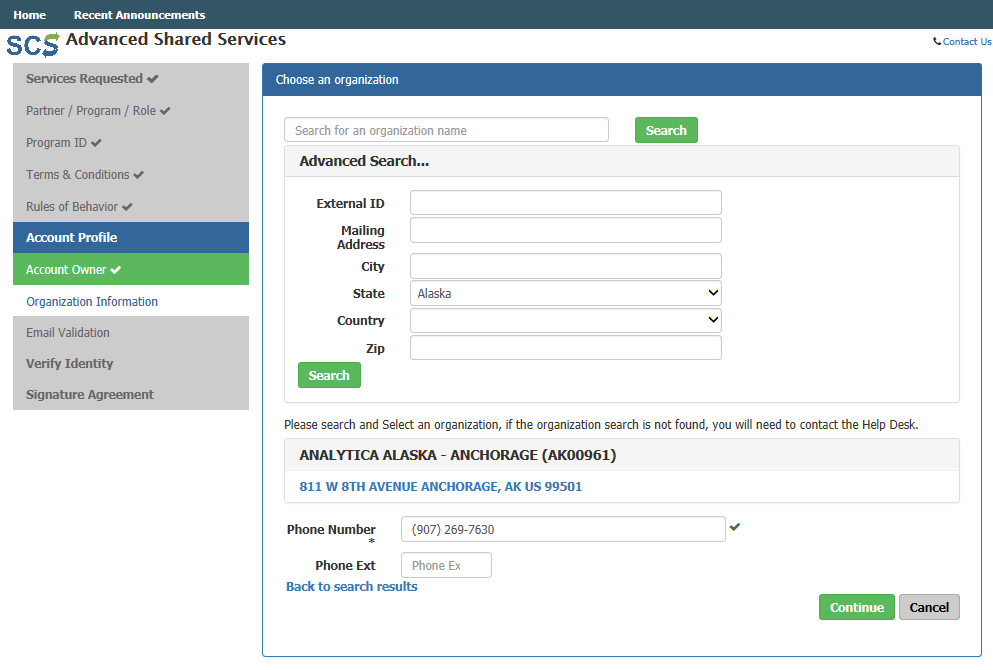 Home Recent Announcements
SCS Advanced Shared Services
Contact Us
Services Requested
Partner / Program / Role
Program ID
Terms & Conditions
Rules of Behavior
Account Profile
Account Owner
Organization Information
Email Validation
Verify Identity
Signature Agreement
Choose an organization
Search for an organization name Search
Advanced Search...
External ID
Mailing
Address
City
State Alaska
Country
Zip
Search
Please search and Select an organization, if the organization search is not found, you will need to contact the Help Desk.
ANALYTICA ALASKA - ANCHORAGE (AK00961)
811 W 8TH AVENUE ANCHORAGE, AK US 99501
Phone Number (907) 269-7630
*
Phone Ext Phone Ex
Back to search results
Continue Cancel